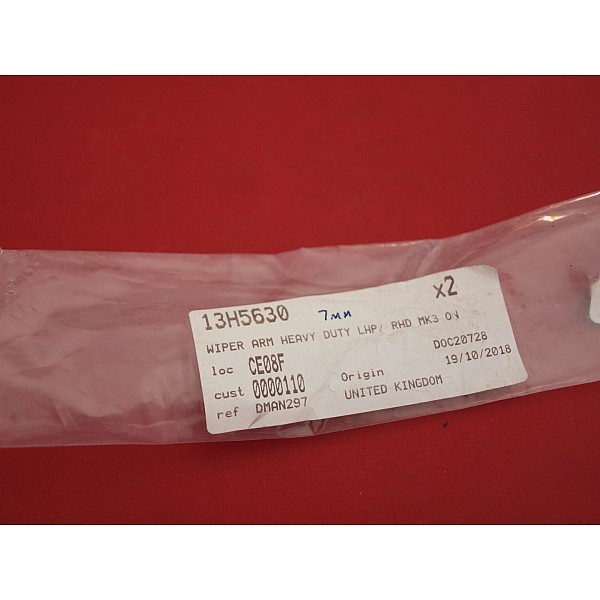 13H5630 7mm x2
WIPER ARM HEAVY DUTY LHP/ RHD MK3 ON
loc CE08F DOC20728
cust 0000110 Origin 19/10/2018
ref DMAN297 UNITED KINGDOM